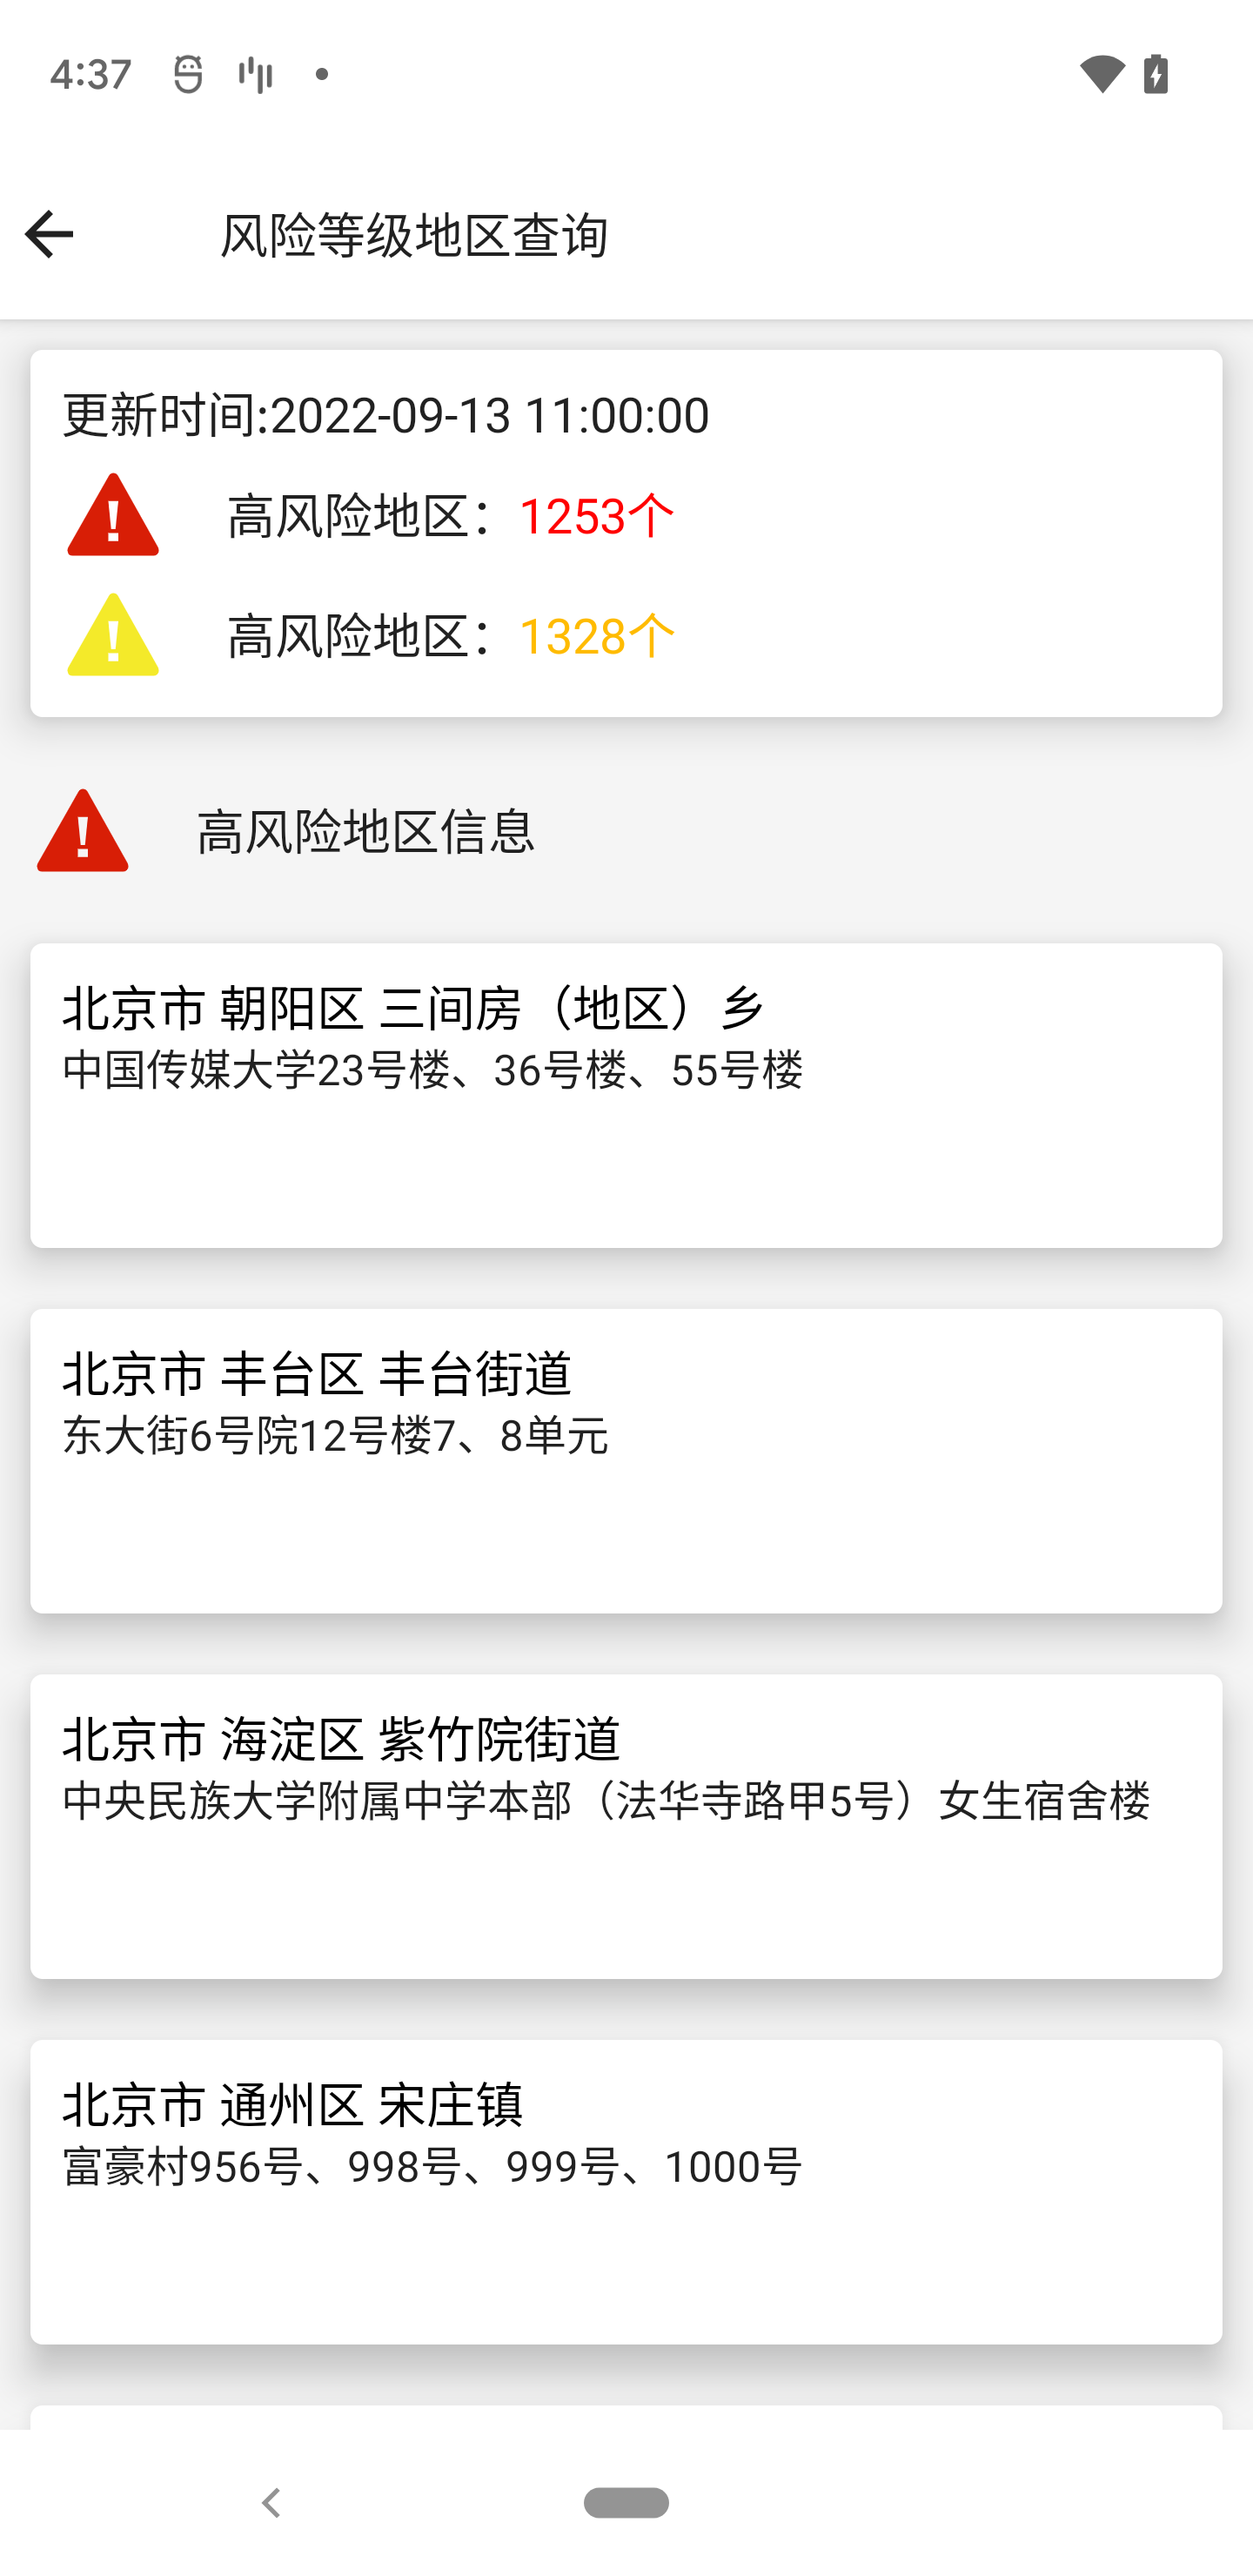 4:37
风险等级地区查询
更新时间:2022-09-13 11:00:00
高风险地区：1253个
高风险地区：1328个
高风险地区信息
北京市 朝阳区 三间房（地区）乡
中国传媒大学23号楼、36号楼、55号楼
北京市 丰台区 丰台街道
东大街6号院12号楼7、8单元
北京市 海淀区 紫竹院街道
中央民族大学附属中学本部（法华寺路甲5号）女生宿舍楼
北京市 通州区 宋庄镇
富豪村956号、998号、999号、1000号